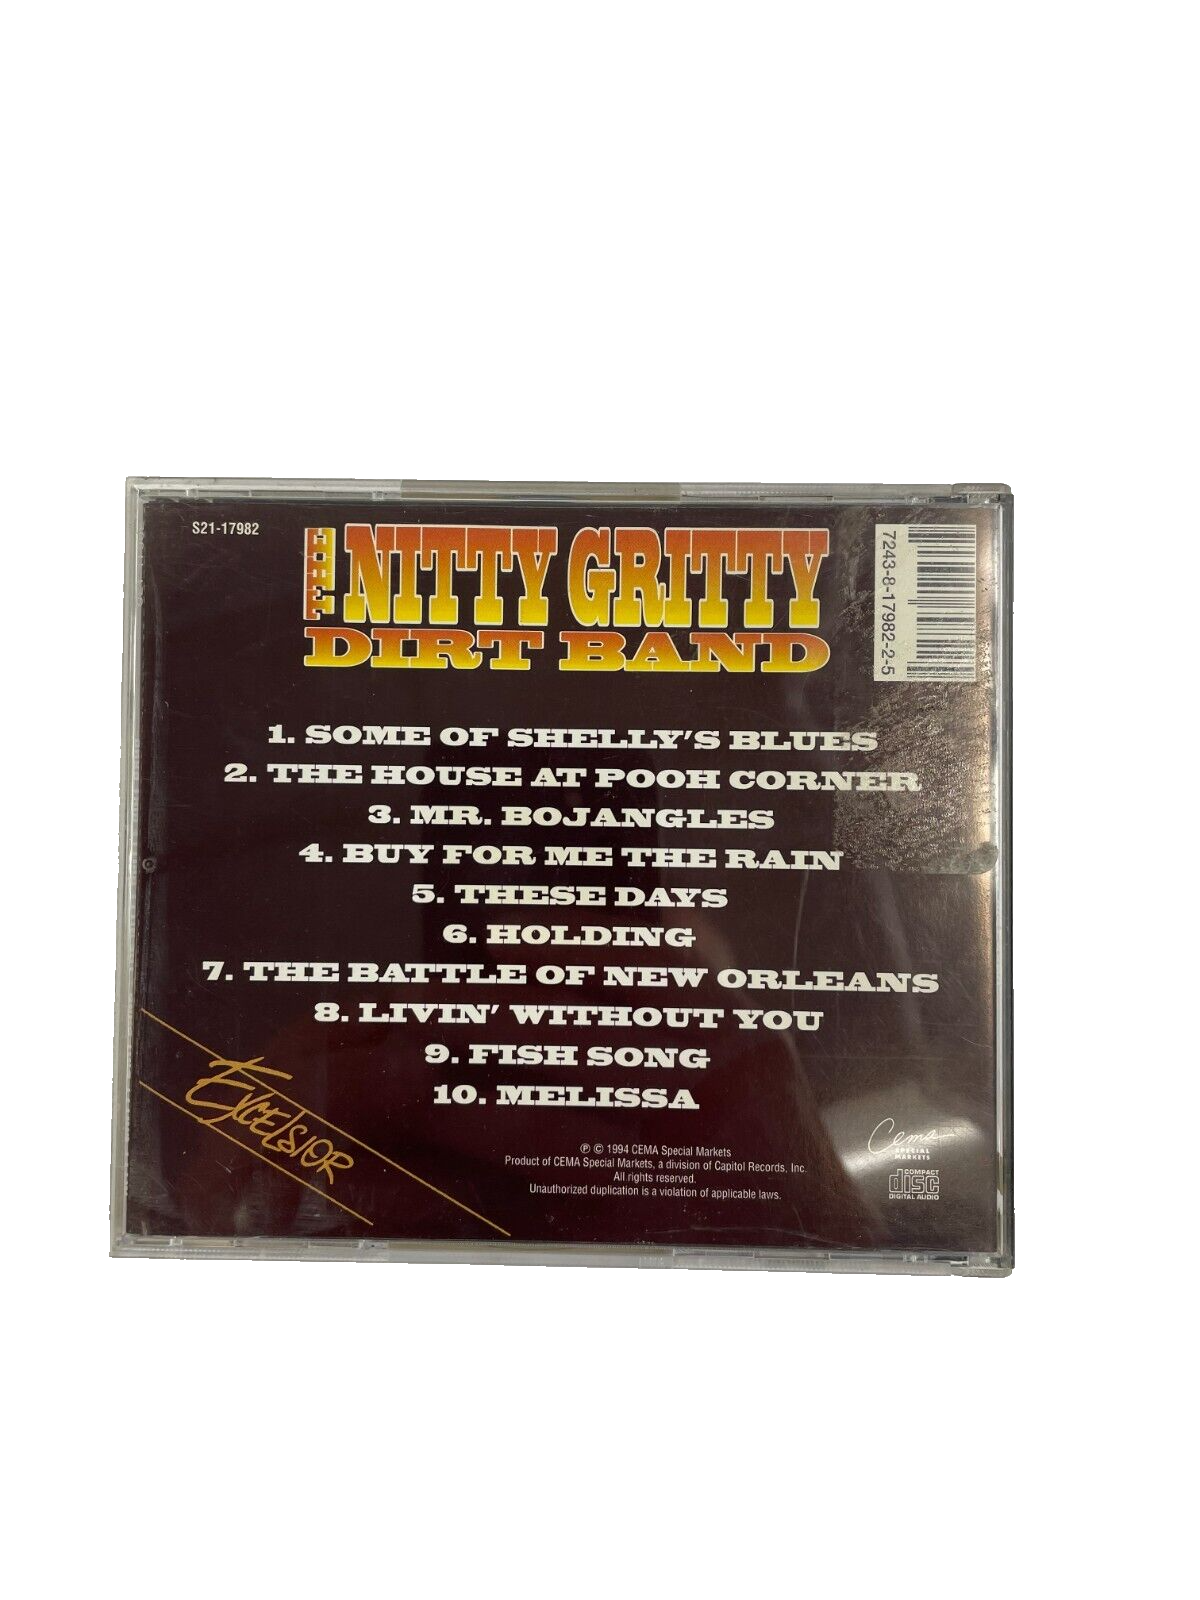 S21-17982
THE NITTY GRITTY
DIRT BAND
7243-8-17982-2-5
1. SOME OF SHELLY'S BLUES
2. THE HOUSE AT POOH CORNER
3. MR. BOJANGLES
4. BUY FOR ME THE RAIN
5. THESE DAYS
6. HOLDING
7. THE BATTLE OF NEW ORLEANS
8. LIVIN' WITHOUT YOU
9. FISH SONG
10. MELISSA
EXCELSIOR
℗ © 1994 CEMA Special Markets
Product of CEMA Special Markets, a division of Capitol Records, Inc.
All rights reserved.
Unauthorized duplication is a violation of applicable laws.
Cema
SPECIAL
MARKETS
COMPACT
disc
DIGITAL AUDIO